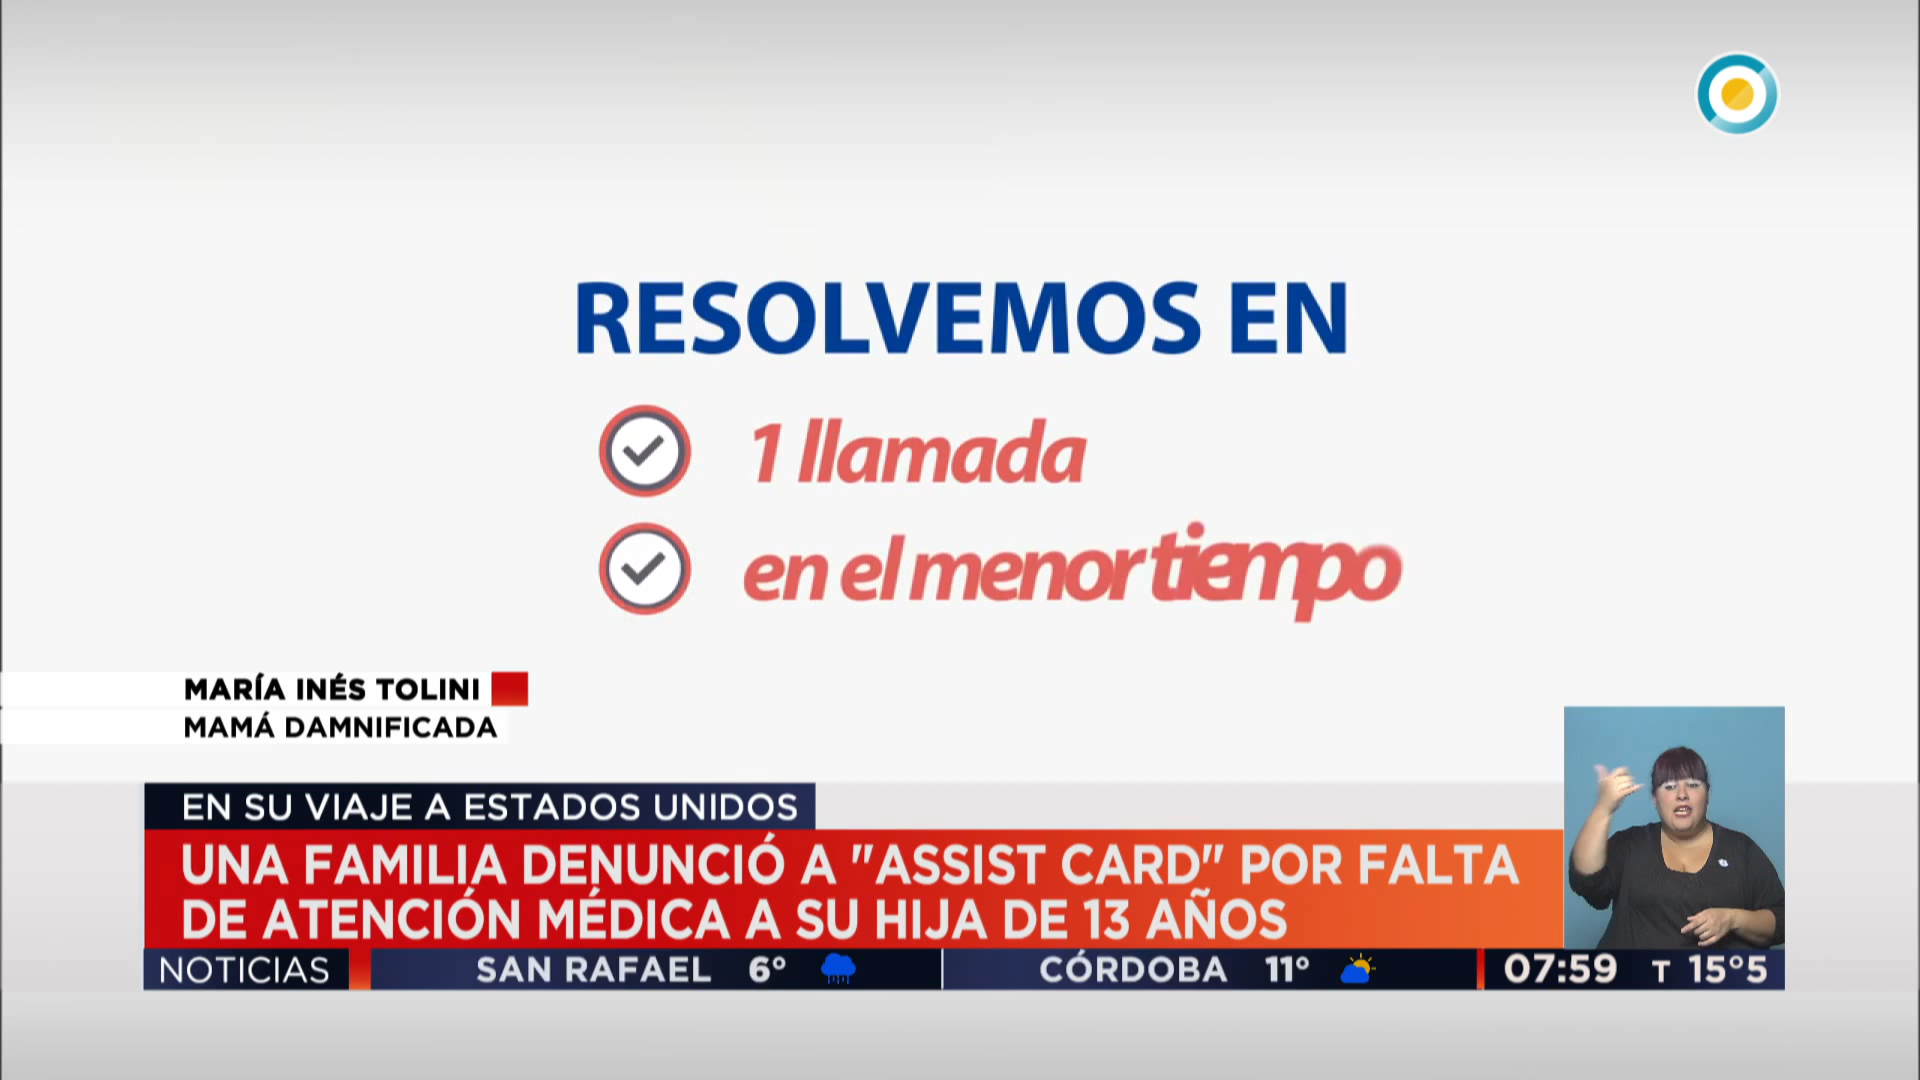 RESOLVEMOS EN
1 llamada
en el menor tiempo
MARÍA INÉS TOLINI
MAMÁ DAMNIFICADA
EN SU VIAJE A ESTADOS UNIDOS
UNA FAMILIA DENUNCIÓ A "ASSIST CARD" POR FALTA
DE ATENCIÓN MÉDICA A SU HIJA DE 13 AÑOS
NOTICIAS SAN RAFAEL 6° CÓRDOBA 11° 07:59 T 15°5